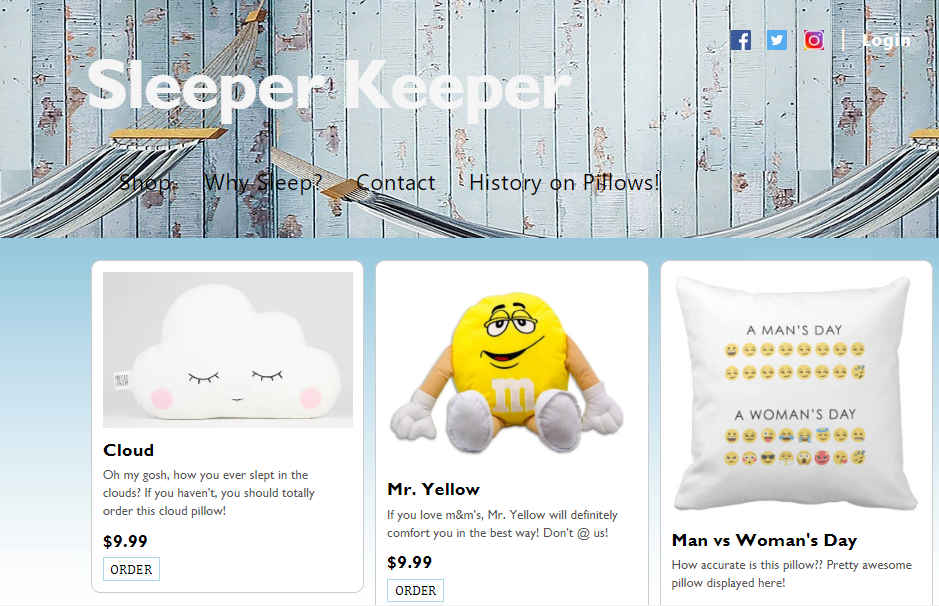 Login
Sleeper Keeper
Shop Why Sleep? Contact History on Pillows!
Cloud
Oh my gosh, how you ever slept in the
clouds? If you haven't, you should totally
order this cloud pillow!
$9.99
ORDER
m
Mr. Yellow
If you love m&m's, Mr. Yellow will definitely
comfort you in the best way! Don't @ us!
$9.99
ORDER
A MAN'S DAY
A WOMAN'S DAY
Man vs Woman's Day
How accurate is this pillow?? Pretty awesome
pillow displayed here!